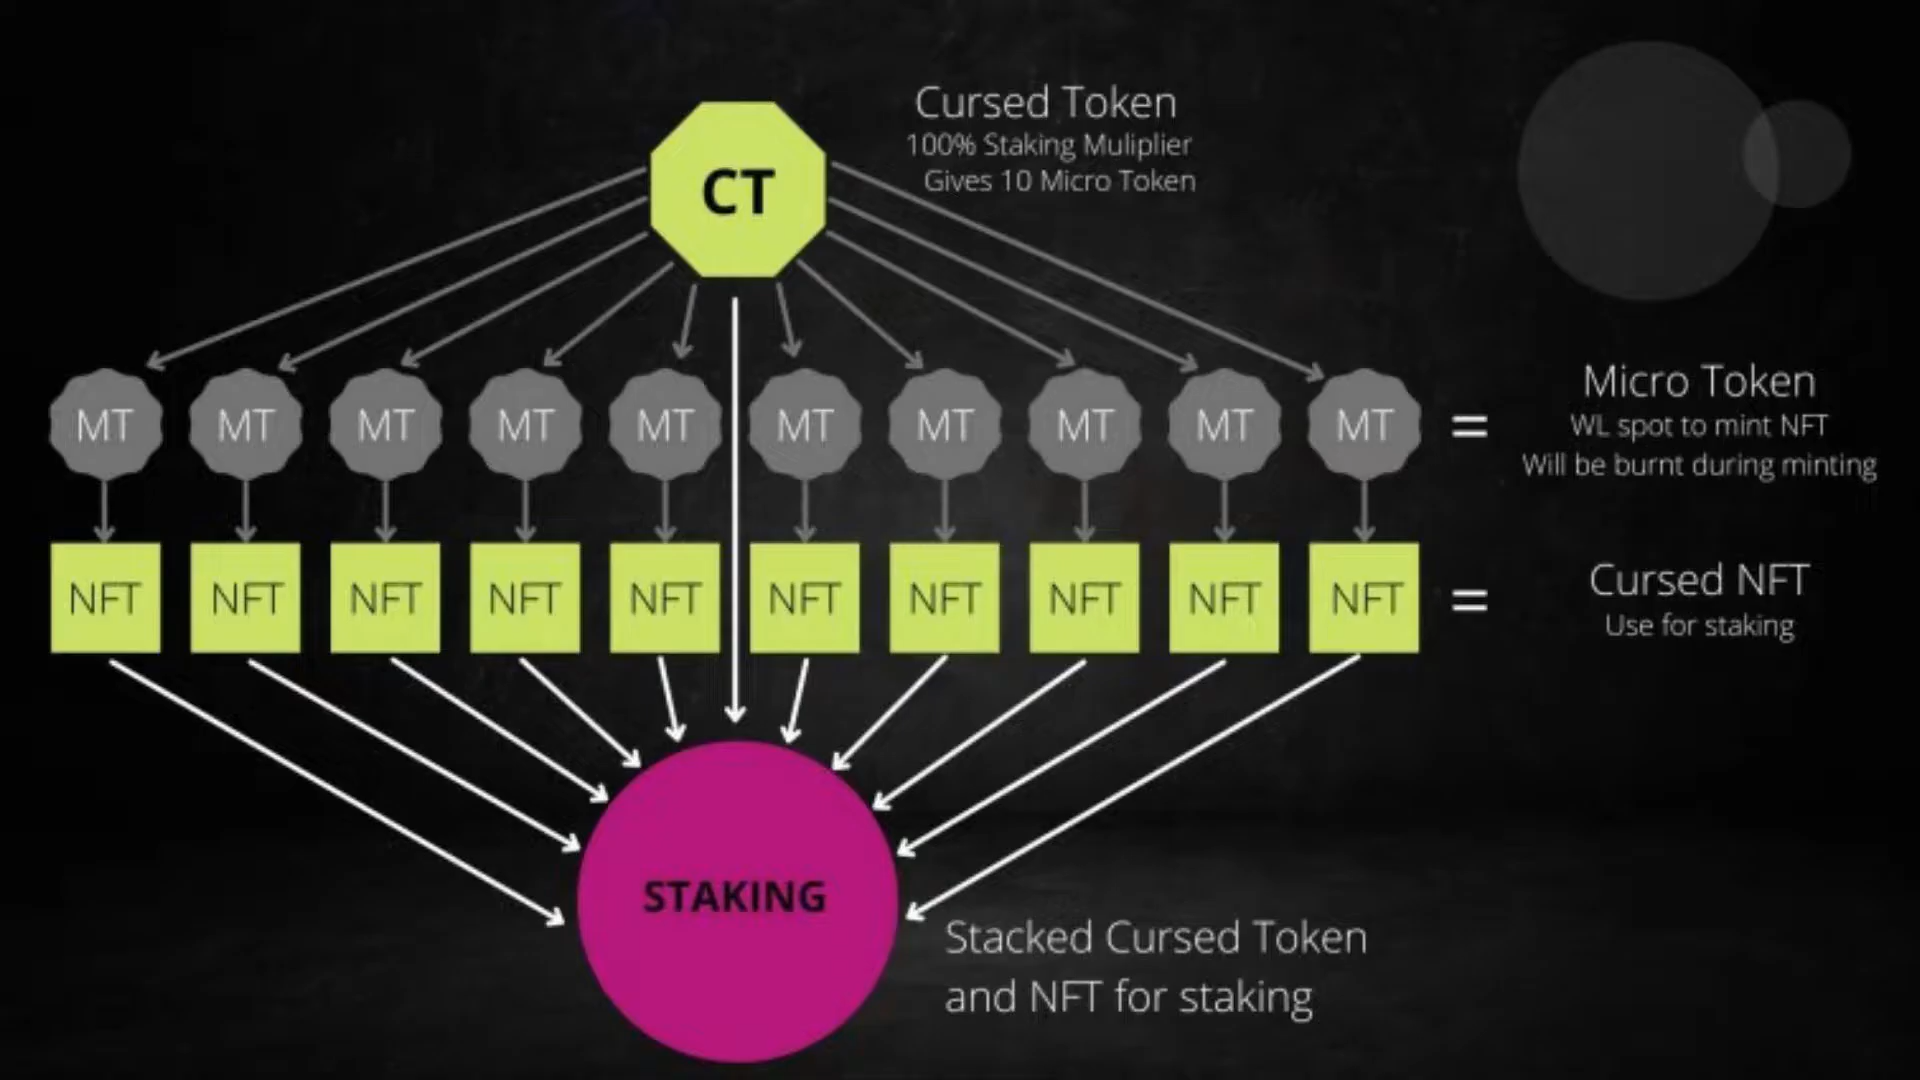 Cursed Token
100% Staking Muliplier
Gives 10 Micro Token
CT
MT MT MT MT MT MT MT MT MT MT =
Micro Token
WL spot to mint NFT
Will be burnt during minting
NFT NFT NFT NFT NFT NFT NFT NFT NFT NFT =
Cursed NFT
Use for staking
STAKING
Stacked Cursed Token
and NFT for staking